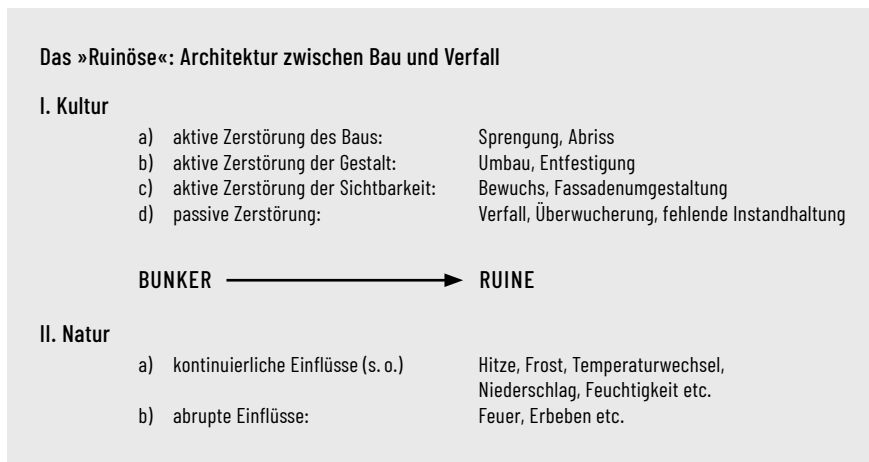 Das »Ruinöse«: Architektur zwischen Bau und Verfall
I. Kultur
a) aktive Zerstörung des Baus: Sprengung, Abriss
b) aktive Zerstörung der Gestalt: Umbau, Entfestigung
c) aktive Zerstörung der Sichtbarkeit: Bewuchs, Fassadenumgestaltung
d) passive Zerstörung: Verfall, Überwucherung, fehlende Instandhaltung
BUNKER RUINE
II. Natur
a) kontinuierliche Einflüsse (s. o.) Hitze, Frost, Temperaturwechsel,
Niederschlag, Feuchtigkeit etc.
b) abrupte Einflüsse: Feuer, Erbeben etc.